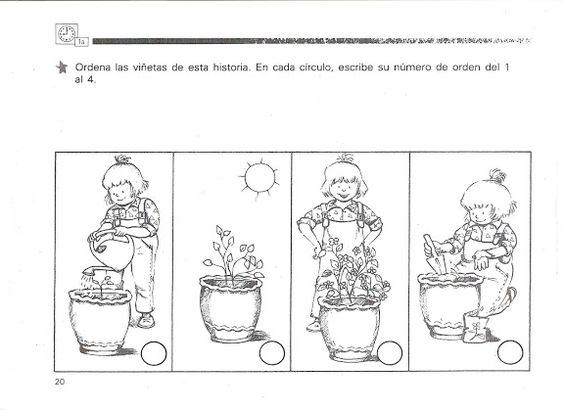 1a
Ordena las viñetas de esta historia. En cada círculo, escribe su número de orden del 1
al 4.
20